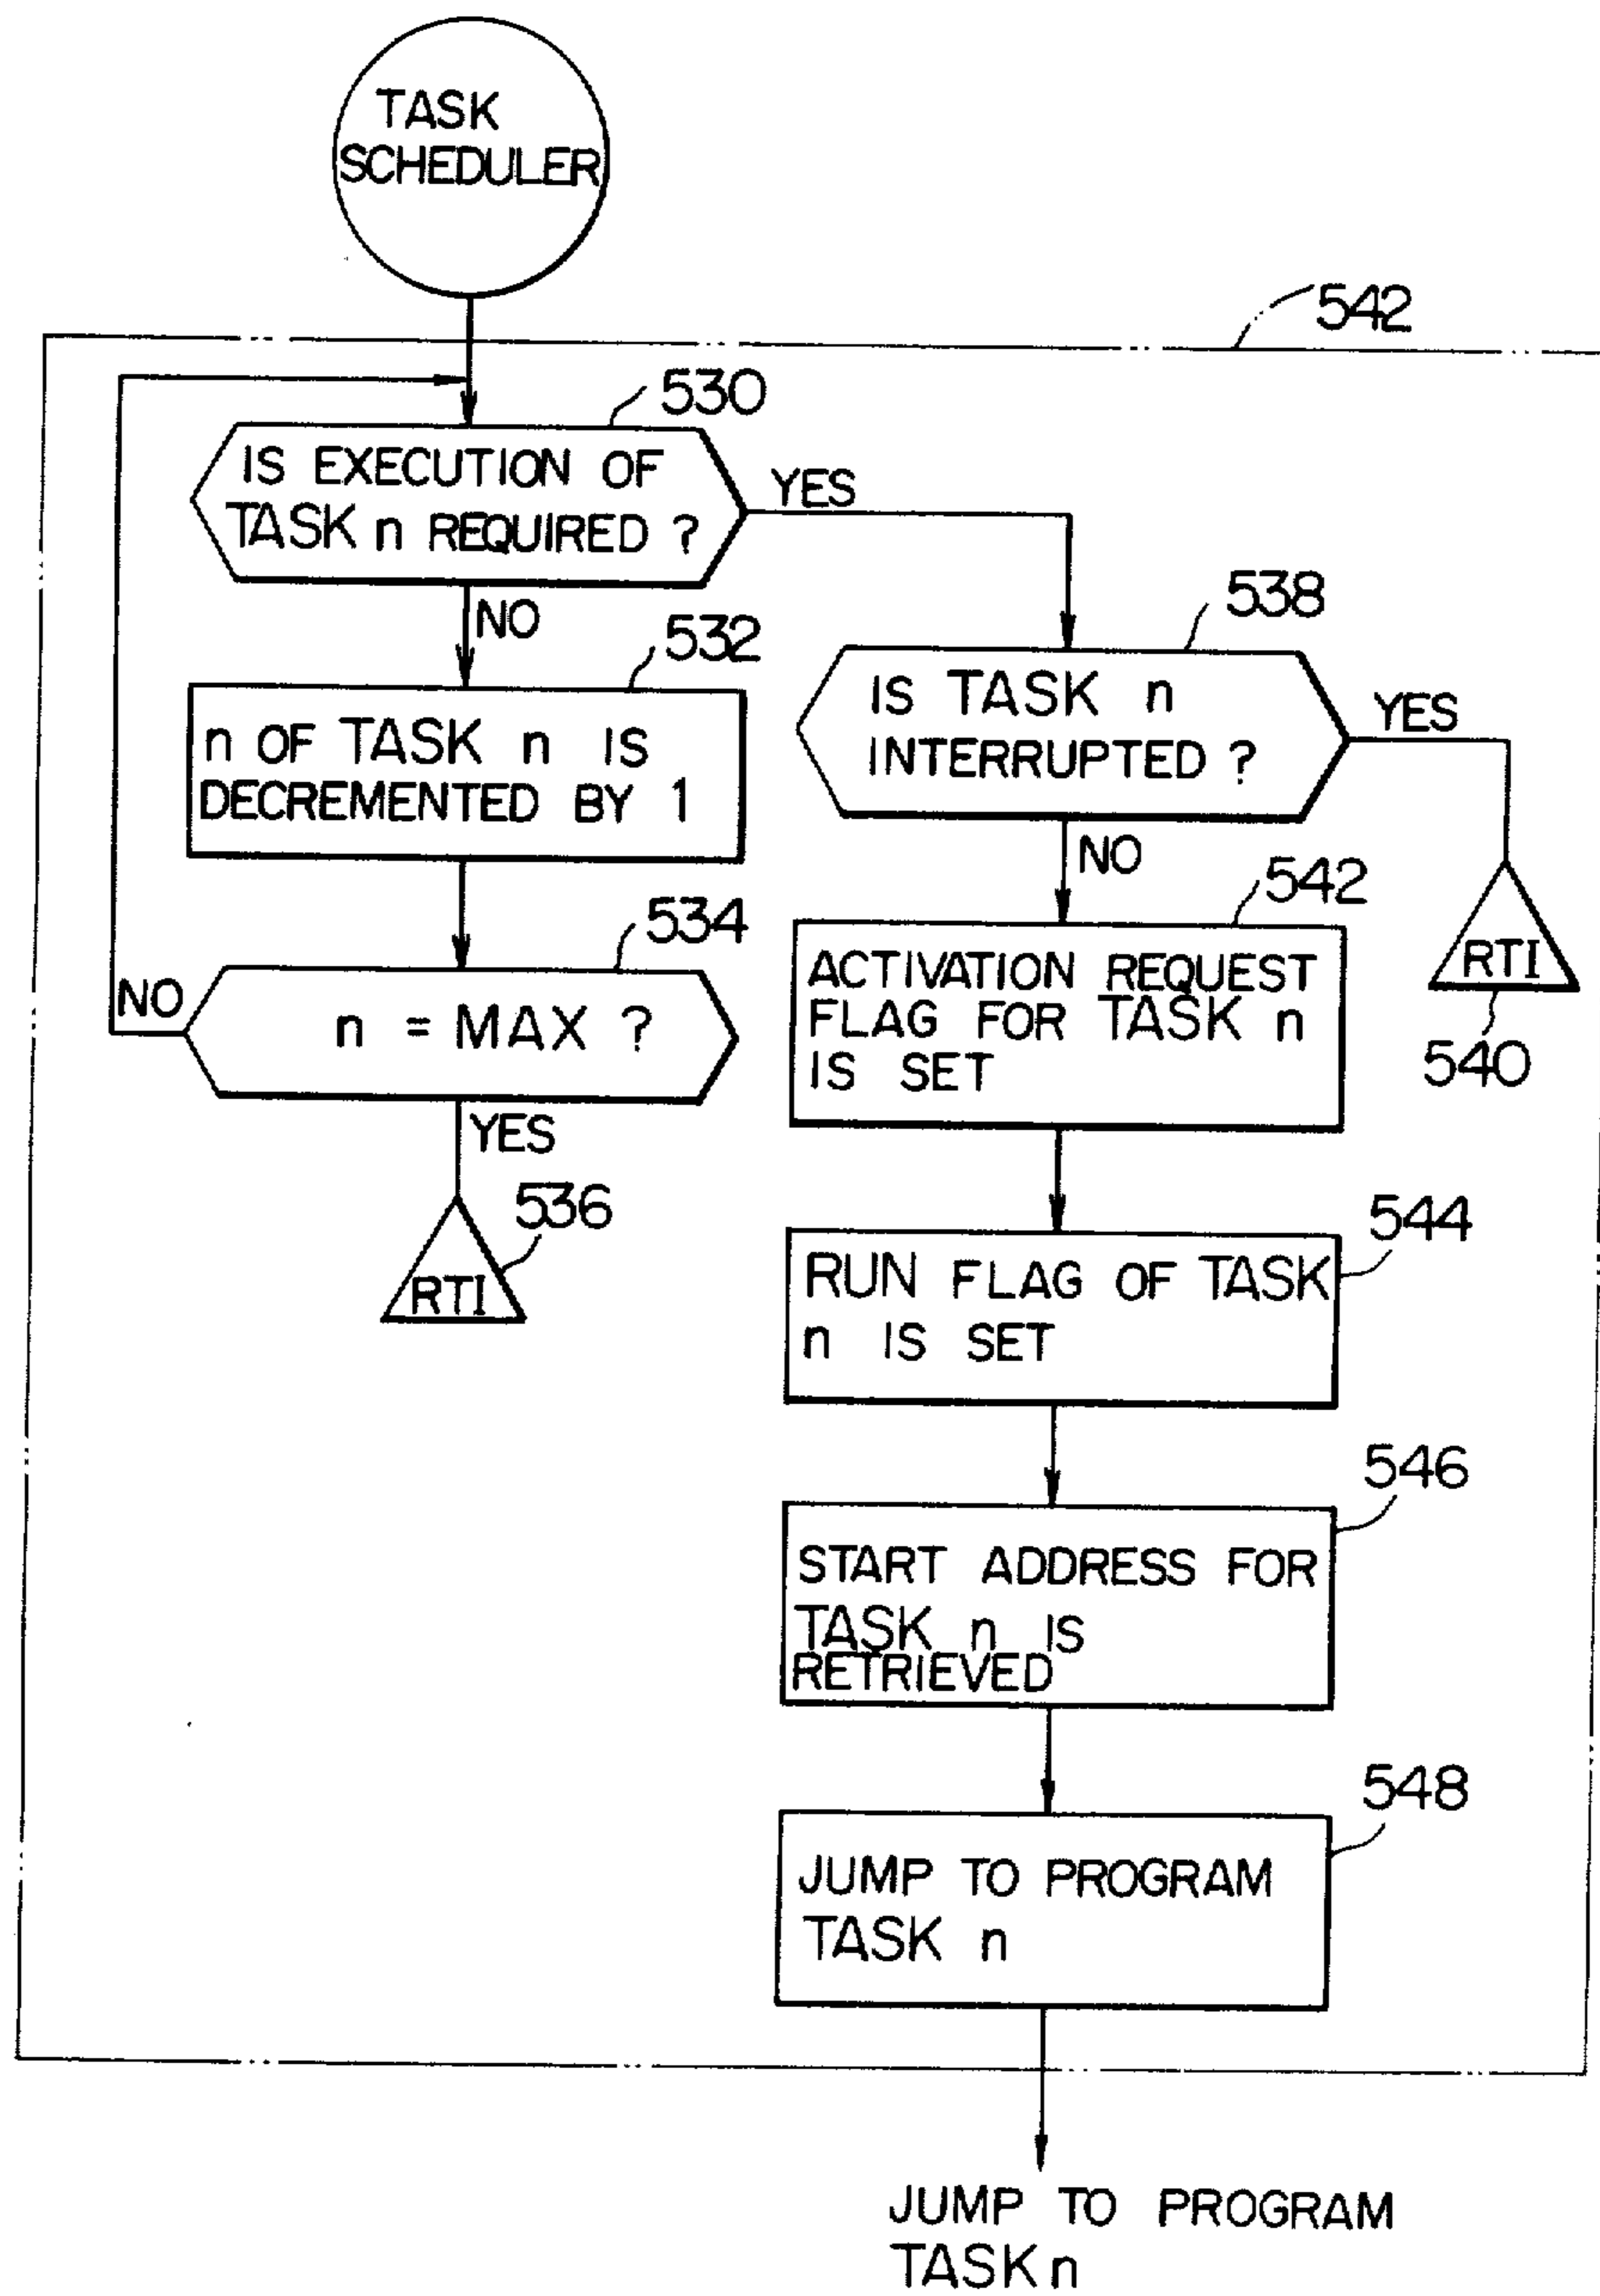 TASK
SCHEDULER
542
530
IS EXECUTION OF
TASK n REQUIRED ?
YES
NO
532
n OF TASK n IS
DECREMENTED BY 1
534
n = MAX ?
NO
YES
536
RTI
538
IS TASK n
INTERRUPTED ?
YES
RTI
540
NO
542
ACTIVATION REQUEST
FLAG FOR TASK n
IS SET
544
RUN FLAG OF TASK
n IS SET
546
START ADDRESS FOR
TASK n IS
RETRIEVED
548
JUMP TO PROGRAM
TASK n
JUMP TO PROGRAM
TASK n